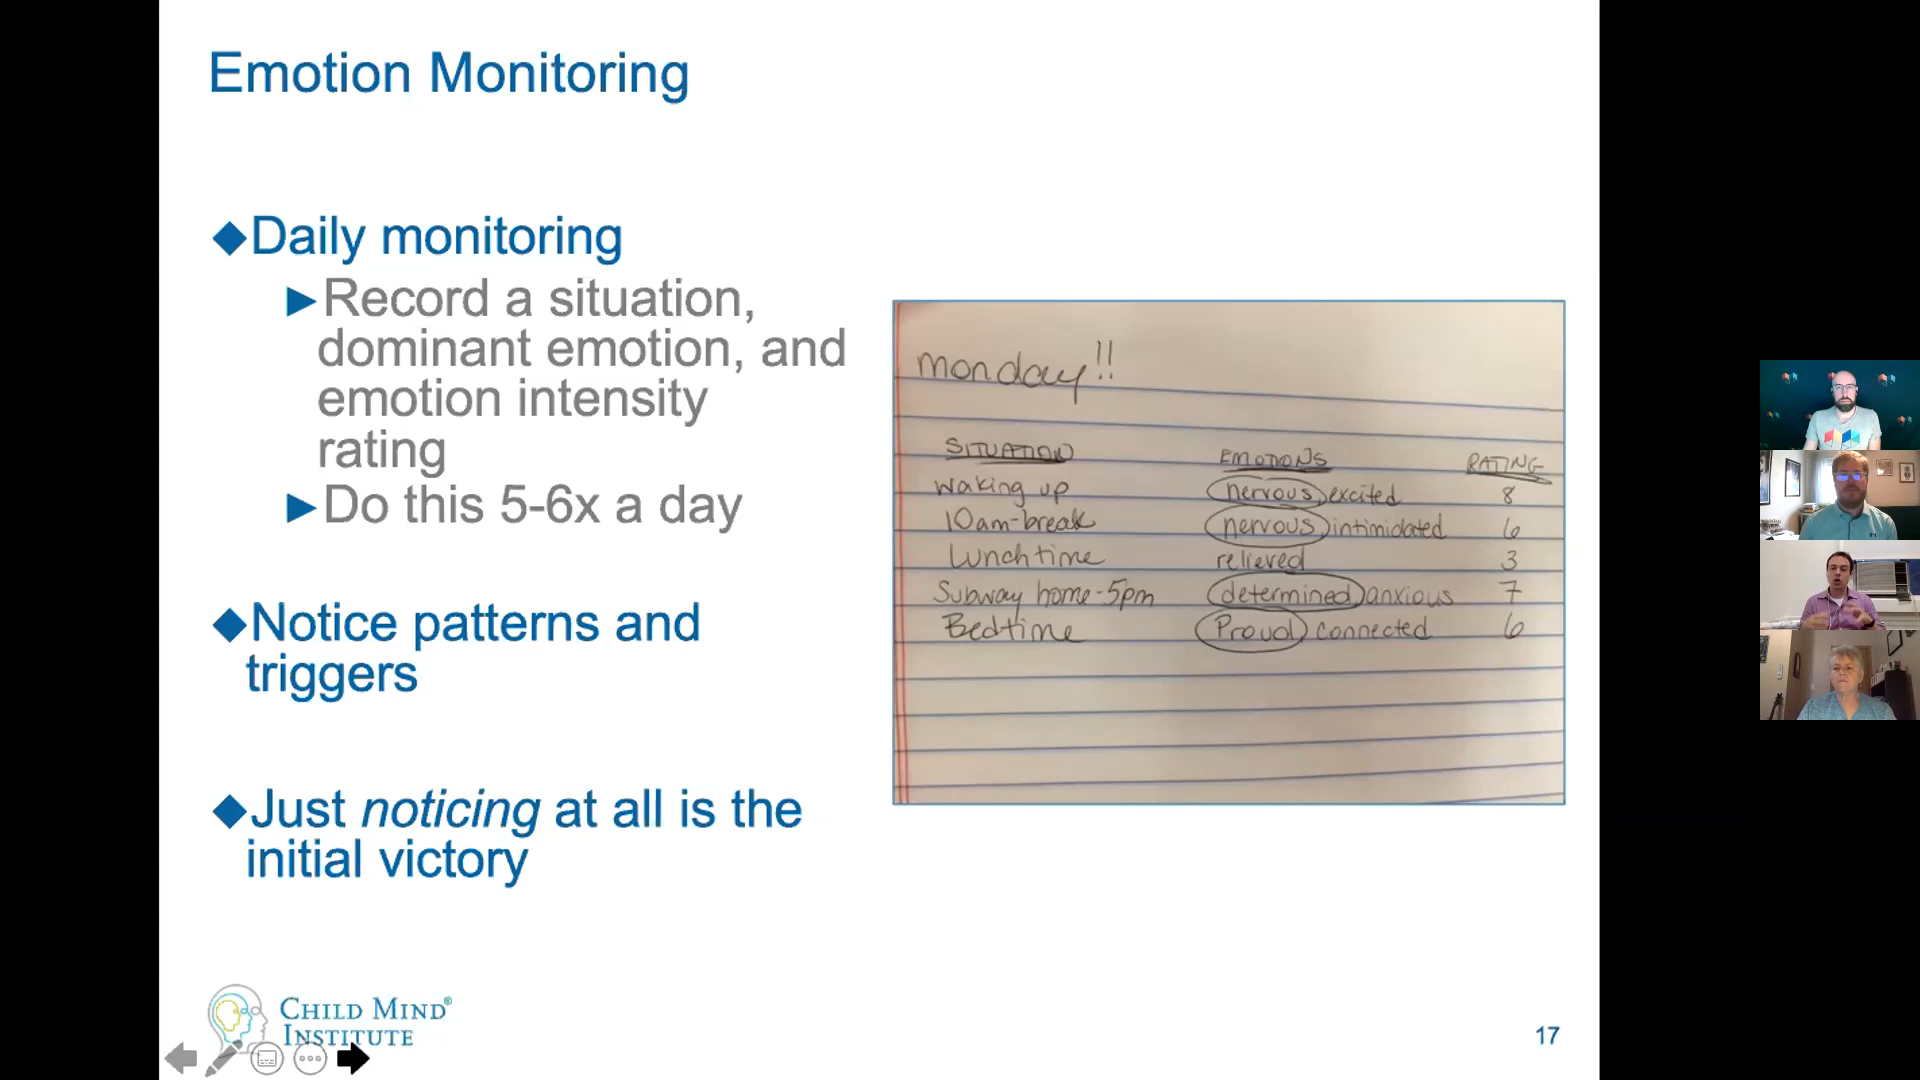 Emotion Monitoring
Daily monitoring
Record a situation,
dominant emotion, and
emotion intensity
rating
Do this 5-6x a day
Notice patterns and
triggers
Just noticing at all is the
initial victory
monday!!
SITUATION EMOTIONS RATING
waking up nervous, excited 8
10am-break nervous, intimidated 6
Lunchtime relieved 3
Subway home-5pm determined anxious 7
Bedtime Proud connected 6
CHILD MIND®
INSTITUTE
17